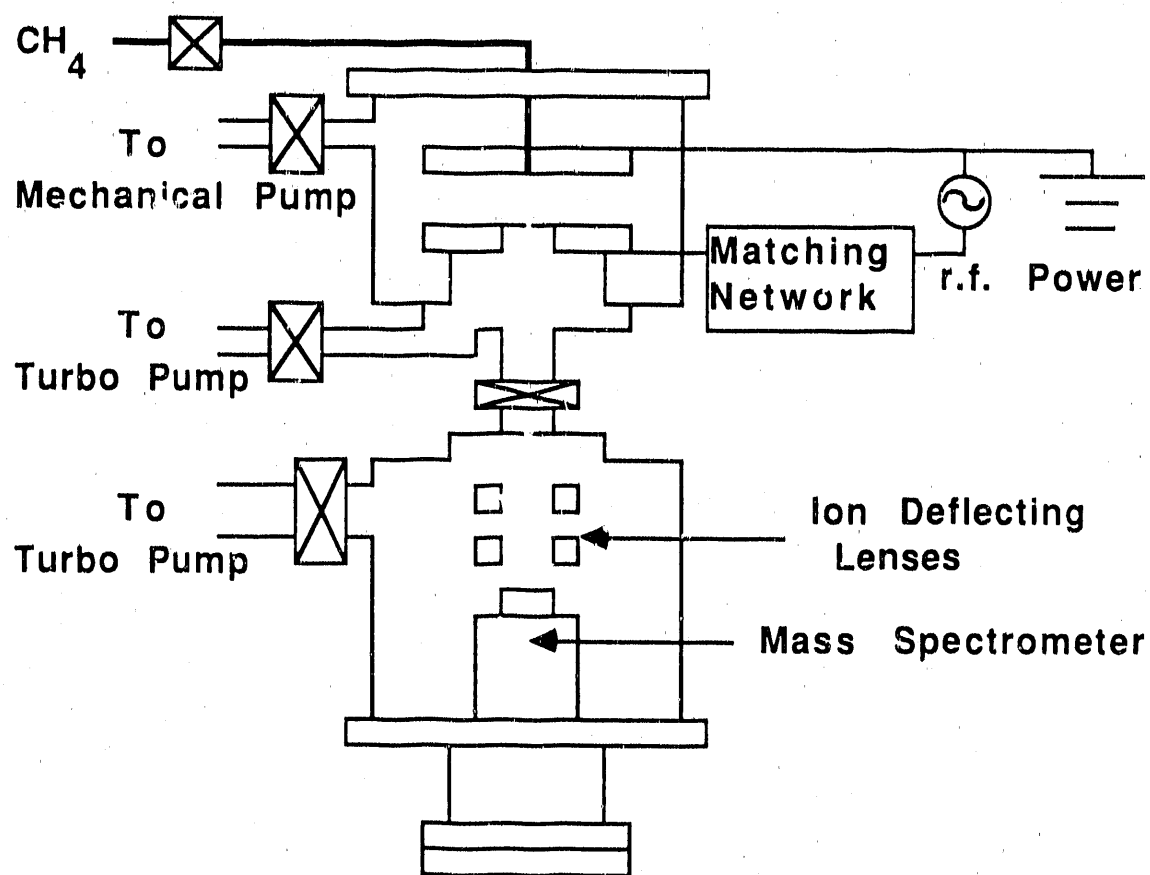 CH4
To
Mechanical Pump
Matching
Network
r.f. Power
To
Turbo Pump
To
Turbo Pump
Ion Deflecting
Lenses
Mass Spectrometer